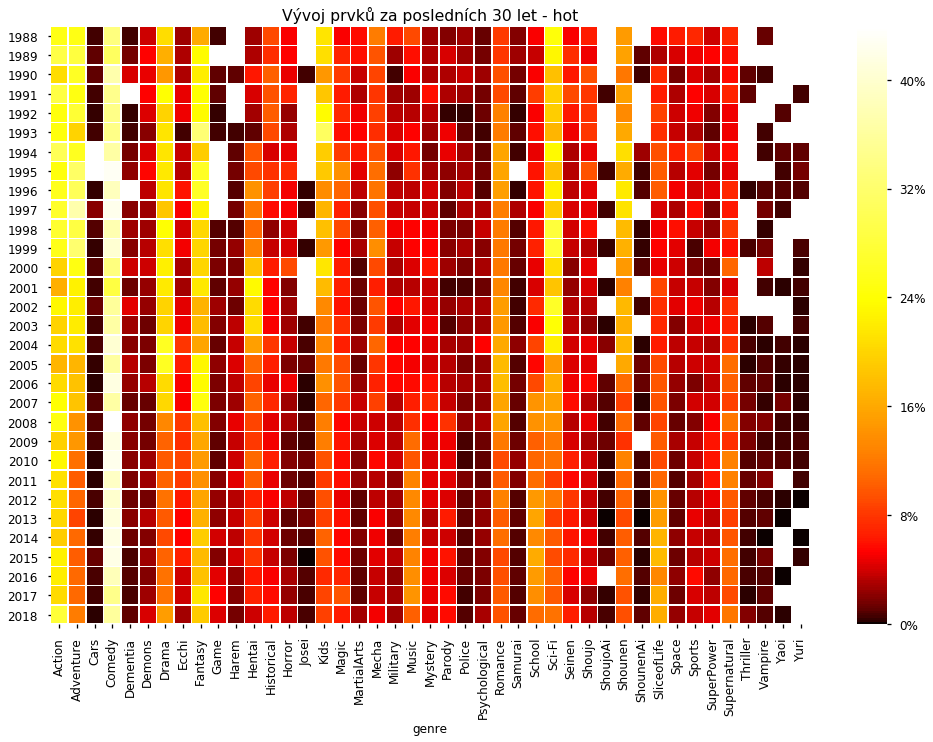 Vývoj prvků za posledních 30 let - hot
1988
1989
1990
1991
1992
1993
1994
1995
1996
1997
1998
1999
2000
2001
2002
2003
2004
2005
2006
2007
2008
2009
2010
2011
2012
2013
2014
2015
2016
2017
2018
40%
32%
24%
16%
8%
0%
Action
Adventure
Cars
Comedy
Dementia
Demons
Drama
Ecchi
Fantasy
Game
Harem
Hentai
Historical
Horror
Josei
Kids
Magic
MartialArts
Mecha
Military
Music
Mystery
Parody
Police
Psychological
Romance
Samurai
School
Sci-Fi
Seinen
Shoujo
ShoujoAi
Shounen
ShounenAi
SliceofLife
Space
Sports
SuperPower
Supernatural
Thriller
Vampire
Yaoi
Yuri
genre